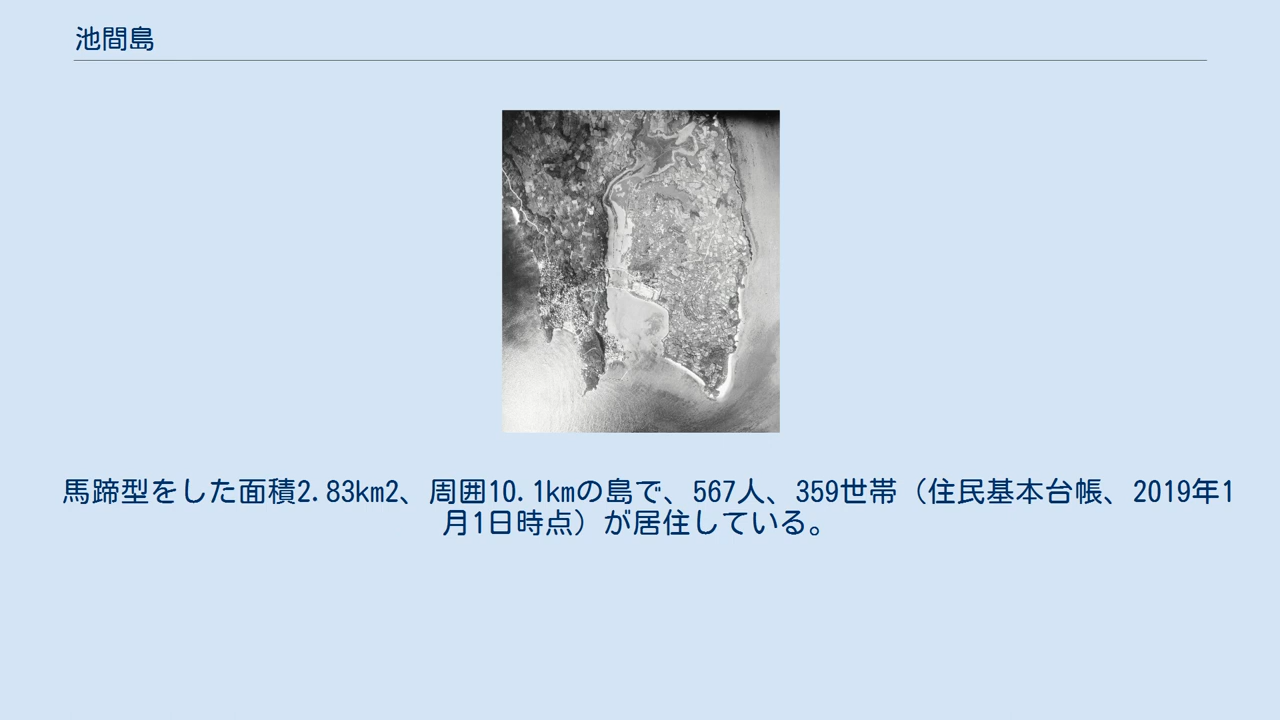 池間島
馬蹄型をした面積2.83km2、周囲10.1kmの島で、567人、359世帯（住民基本台帳、2019年1
月1日時点）が居住している。